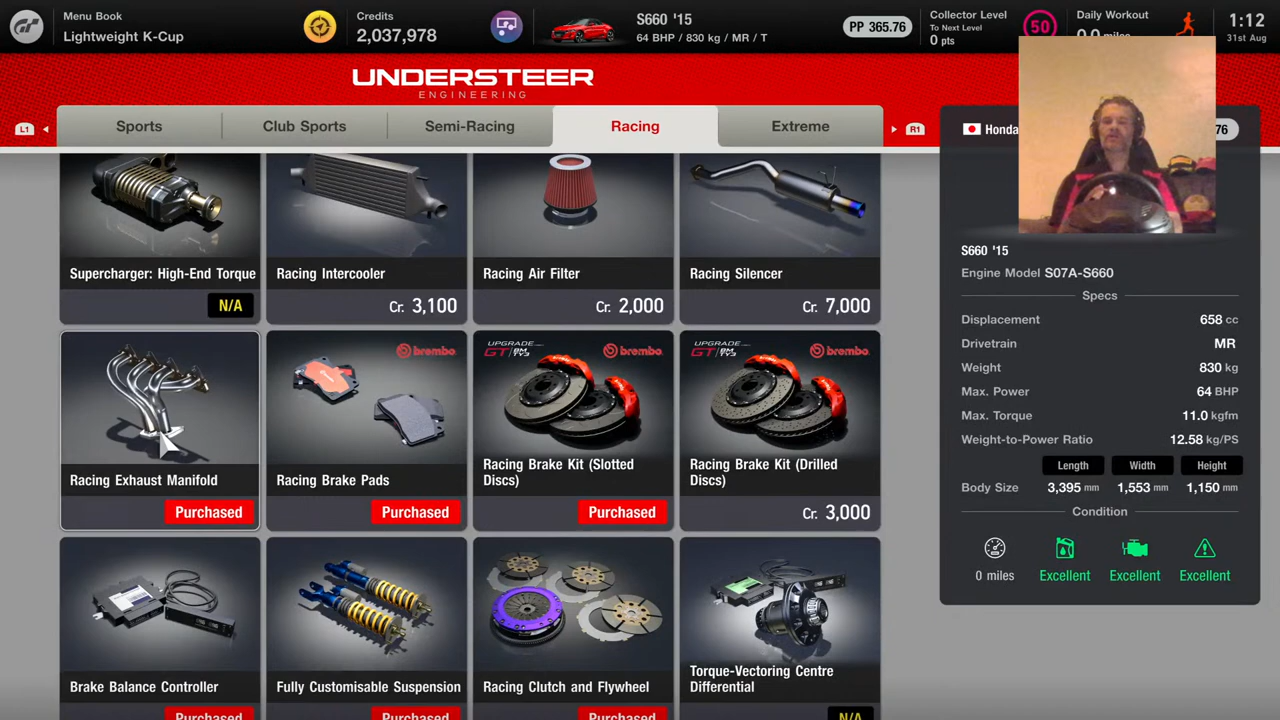 Menu Book
Lightweight K-Cup
Credits
2,037,978
S660 '15
64 BHP / 830 kg / MR / T
PP 365.76
Collector Level
To Next Level
0 pts
50
Daily Workout
0.0 miles
1:12
31st Aug
UNDERSTEER
ENGINEERING
L1
Sports
Club Sports
Semi-Racing
Racing
Extreme
R1
Supercharger: High-End Torque
N/A
Racing Intercooler
Cr. 3,100
Racing Air Filter
Cr. 2,000
Racing Silencer
Cr. 7,000
Racing Exhaust Manifold
Purchased
brembo
Racing Brake Pads
Purchased
UPGRADE
GT
brembo
Racing Brake Kit (Slotted
Discs)
Purchased
UPGRADE
GT
brembo
Racing Brake Kit (Drilled
Discs)
Cr. 3,000
Brake Balance Controller
Purchased
Fully Customisable Suspension
Purchased
Racing Clutch and Flywheel
Purchased
Torque-Vectoring Centre
Differential
N/A
Honda
76
S660 '15
Engine Model S07A-S660
Specs
Displacement 658 cc
Drivetrain MR
Weight 830 kg
Max. Power 64 BHP
Max. Torque 11.0 kgfm
Weight-to-Power Ratio 12.58 kg/PS
Length Width Height
Body Size 3,395 mm 1,553 mm 1,150 mm
Condition
0 miles Excellent Excellent Excellent